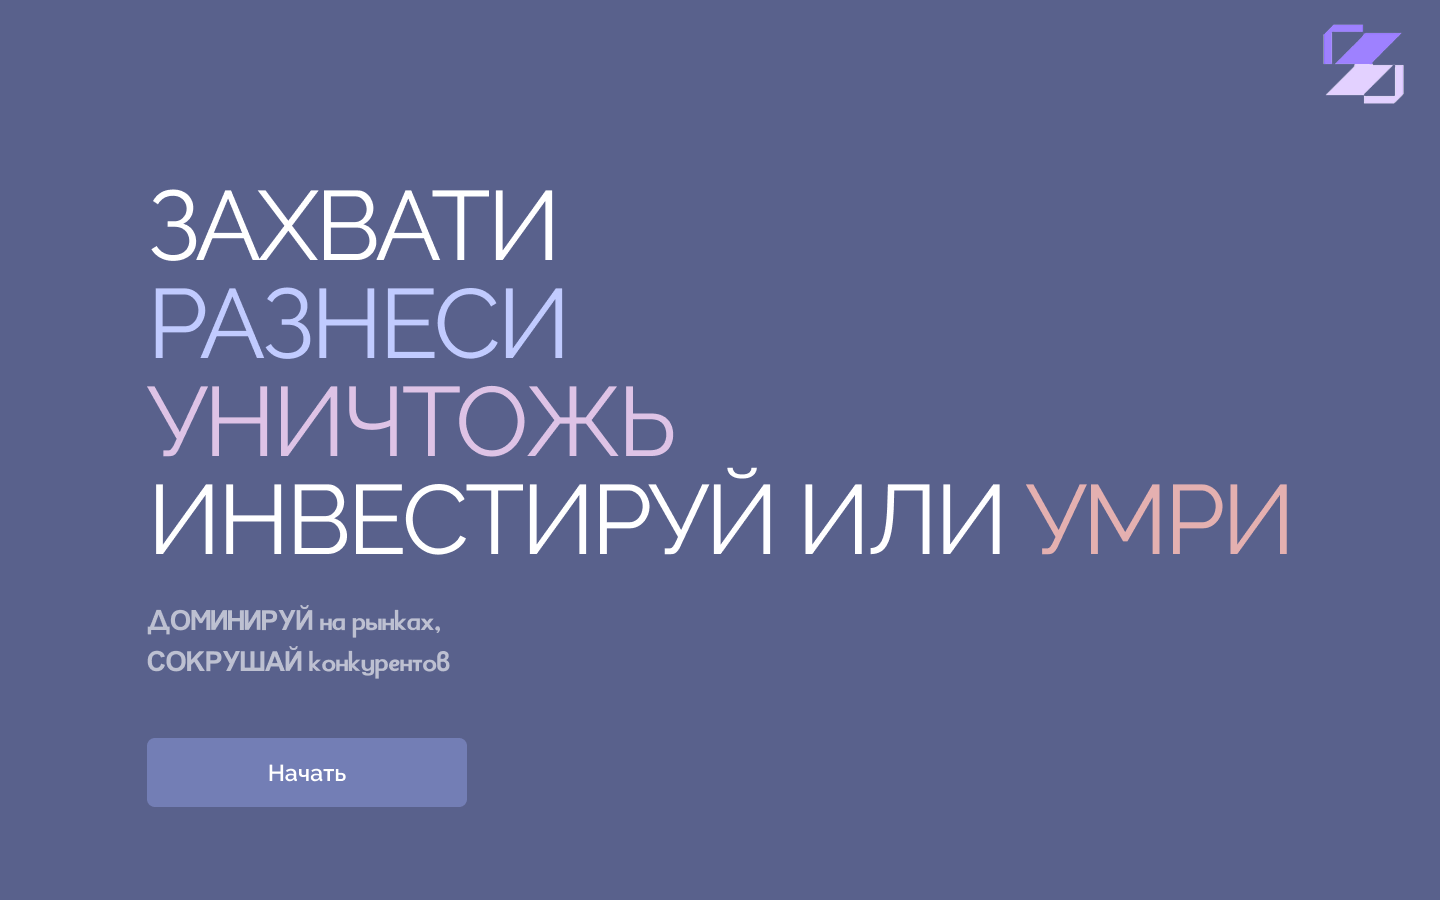 ЗАХВАТИ
РАЗНЕСИ
УНИЧТОЖЬ
ИНВЕСТИРУЙ ИЛИ УМРИ
ДОМИНИРУЙ на рынках,
СОКРУШАЙ конкурентов
Начать